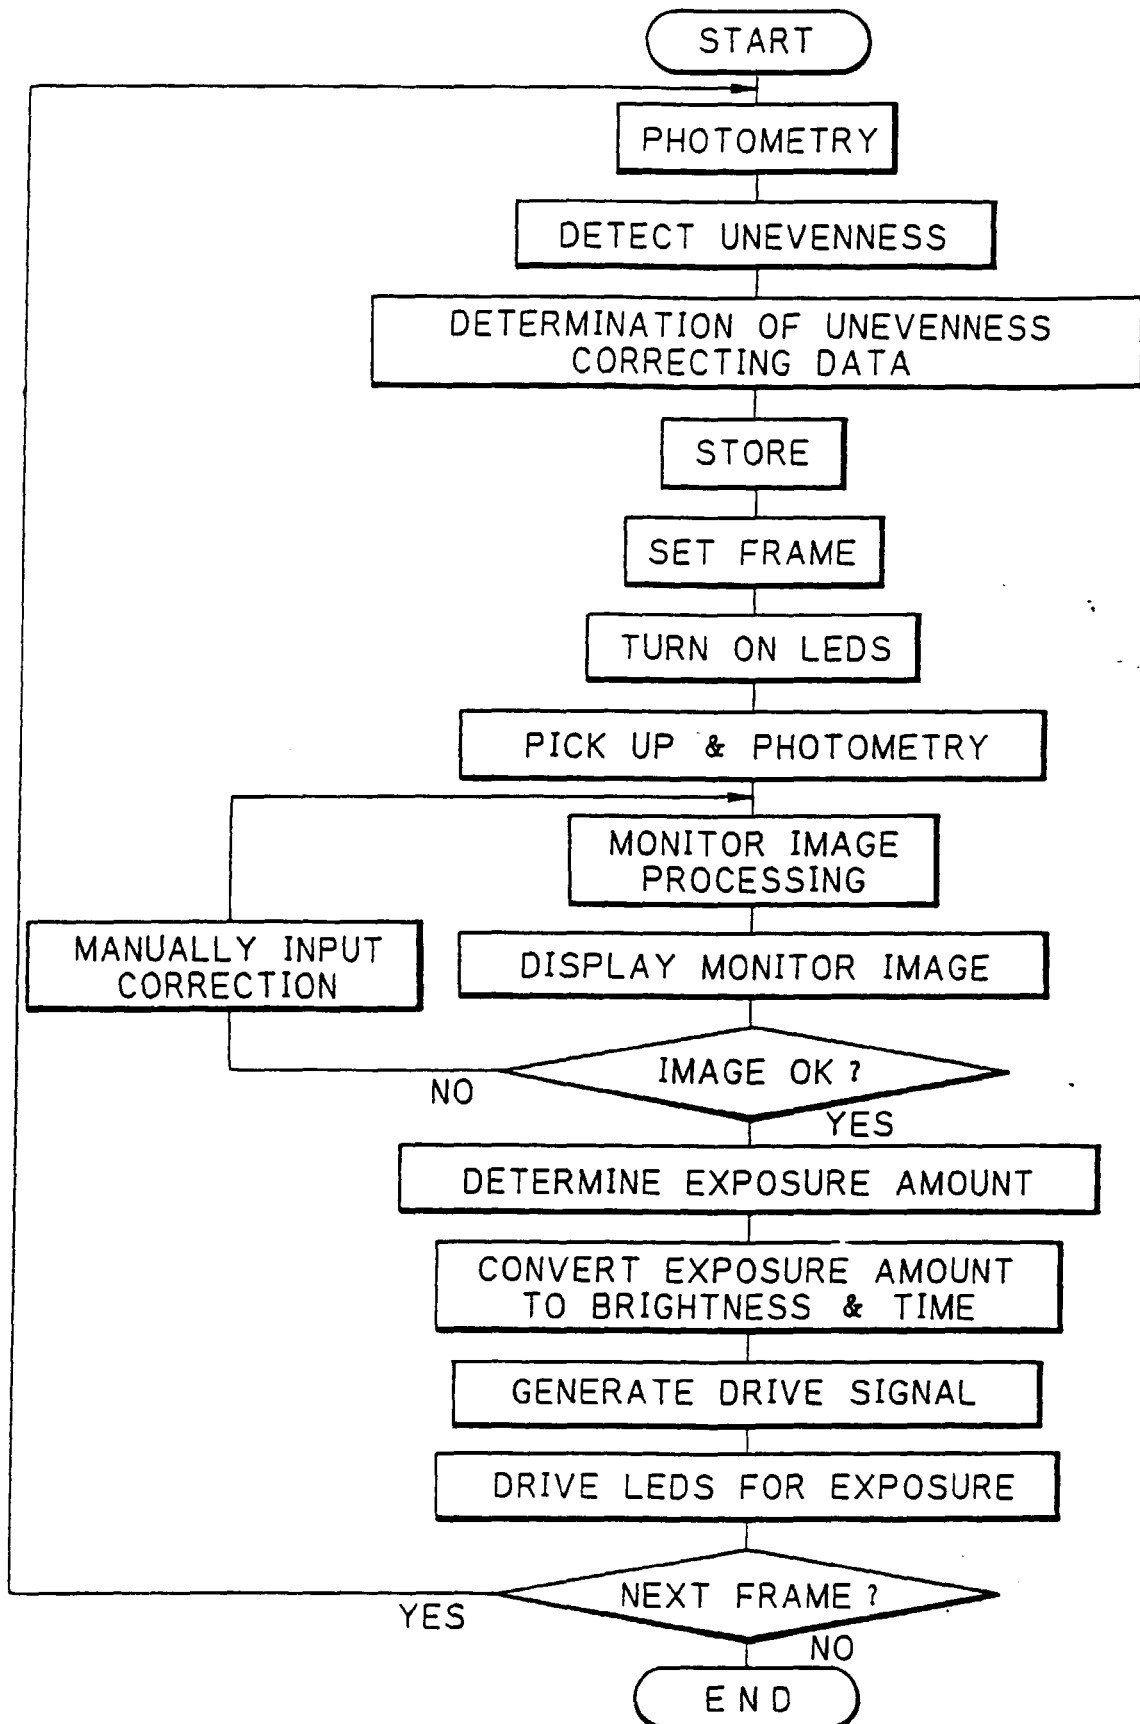 START
PHOTOMETRY
DETECT UNEVENNESS
DETERMINATION OF UNEVENNESS
CORRECTING DATA
STORE
SET FRAME
TURN ON LEDS
PICK UP & PHOTOMETRY
MONITOR IMAGE
PROCESSING
MANUALLY INPUT
CORRECTION
DISPLAY MONITOR IMAGE
IMAGE OK ?
NO
YES
DETERMINE EXPOSURE AMOUNT
CONVERT EXPOSURE AMOUNT
TO BRIGHTNESS & TIME
GENERATE DRIVE SIGNAL
DRIVE LEDS FOR EXPOSURE
NEXT FRAME ?
YES
NO
END